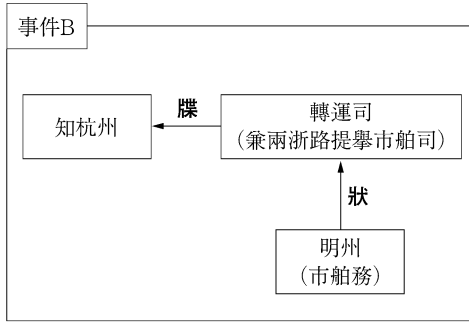 事件B
知杭州
牒
轉運司
（兼兩浙路提擧市舶司）
狀
明州
（市舶務）